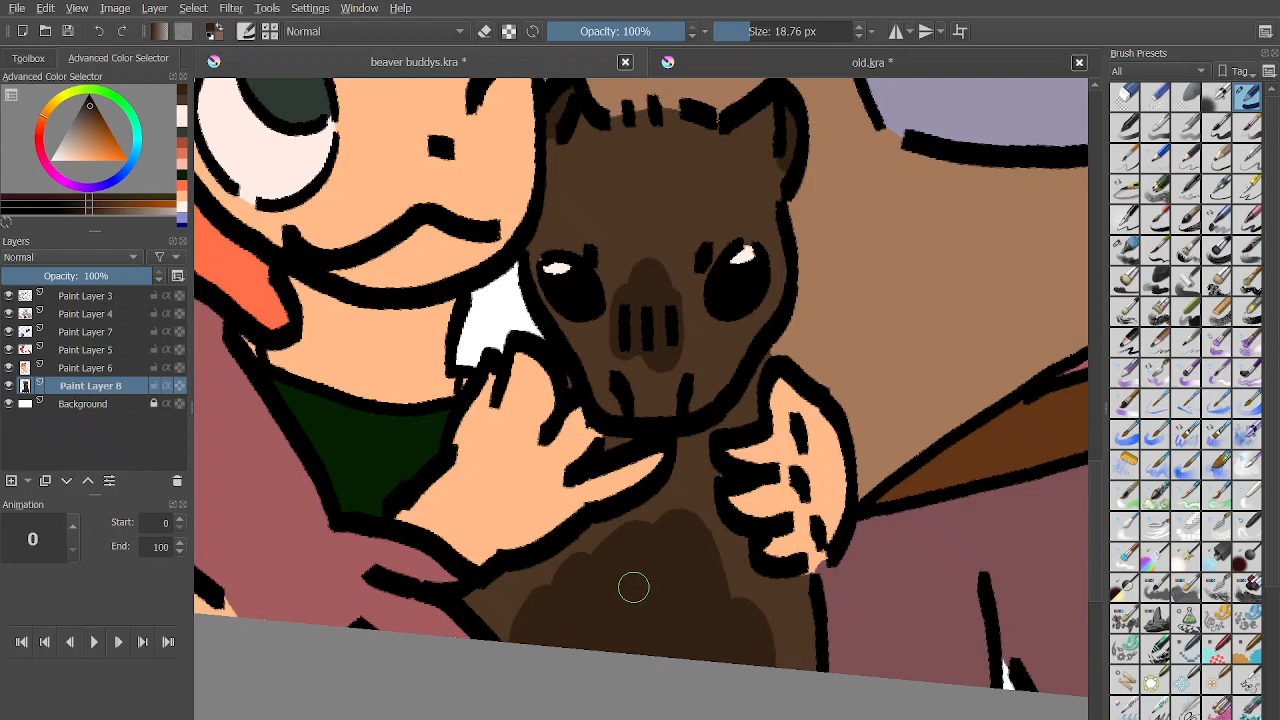 File Edit View Image Layer Select Filter Tools Settings Window Help
Normal Opacity: 100% Size: 18.76 px
Toolbox Advanced Color Selector beaver buddys.kra * old.kra * Brush Presets
Advanced Color Selector
All Tag
Layers
Normal
Opacity: 100%
Paint Layer 3
Paint Layer 4
Paint Layer 7
Paint Layer 5
Paint Layer 6
Paint Layer 8
Background
Animation
0 Start: 0
End: 100